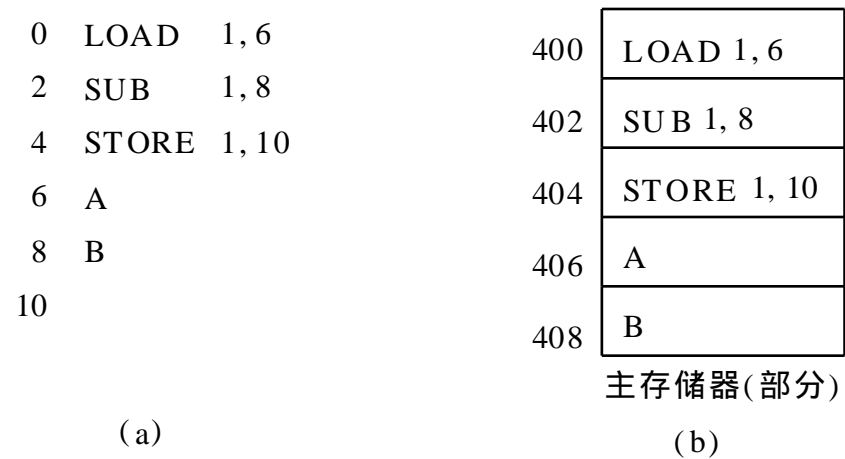 0 LOAD 1, 6
2 SUB 1, 8
4 STORE 1, 10
6 A
8 B
10
(a)
400 LOAD 1, 6
402 SUB 1, 8
404 STORE 1, 10
406 A
408 B
主存储器(部分)
(b)